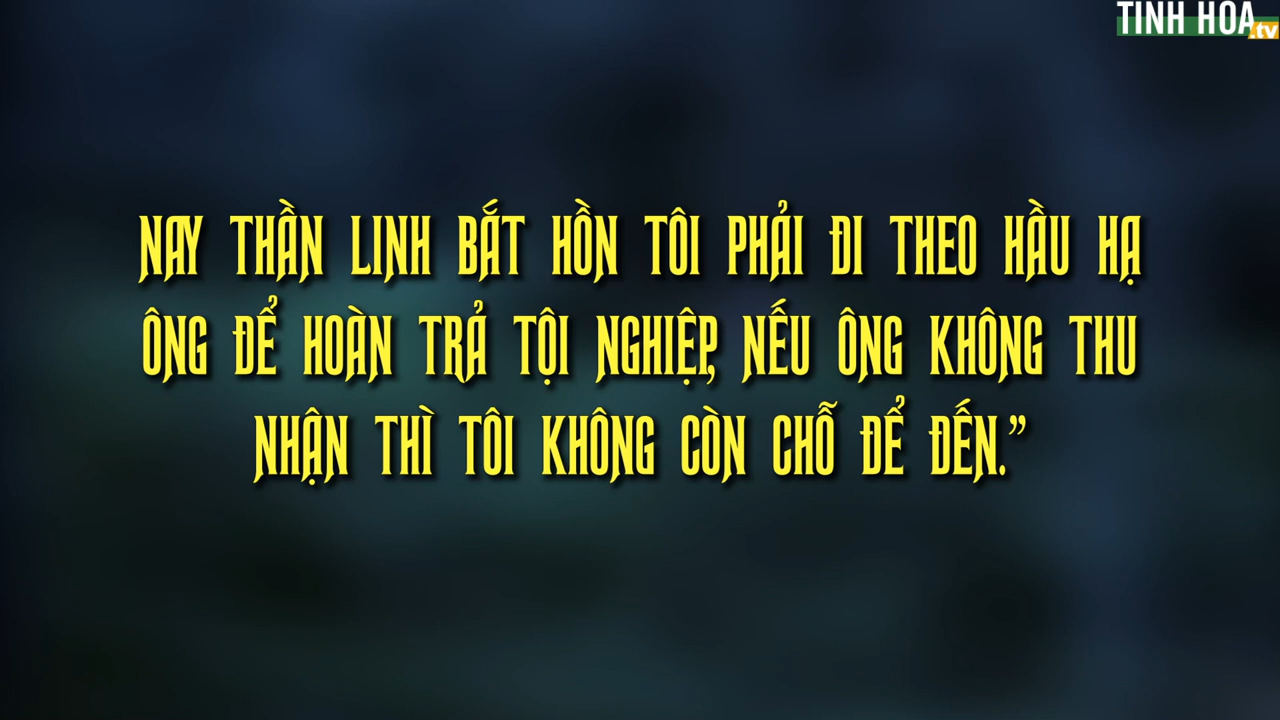 TINH HOA
.tv
NAY THẦN LINH BẮT HỒN TÔI PHẢI ĐI THEO HẦU HẠ
ÔNG ĐỂ HOÀN TRẢ TỘI NGHIỆP, NẾU ÔNG KHÔNG THU
NHẬN THÌ TÔI KHÔNG CÒN CHỖ ĐỂ ĐẾN.”